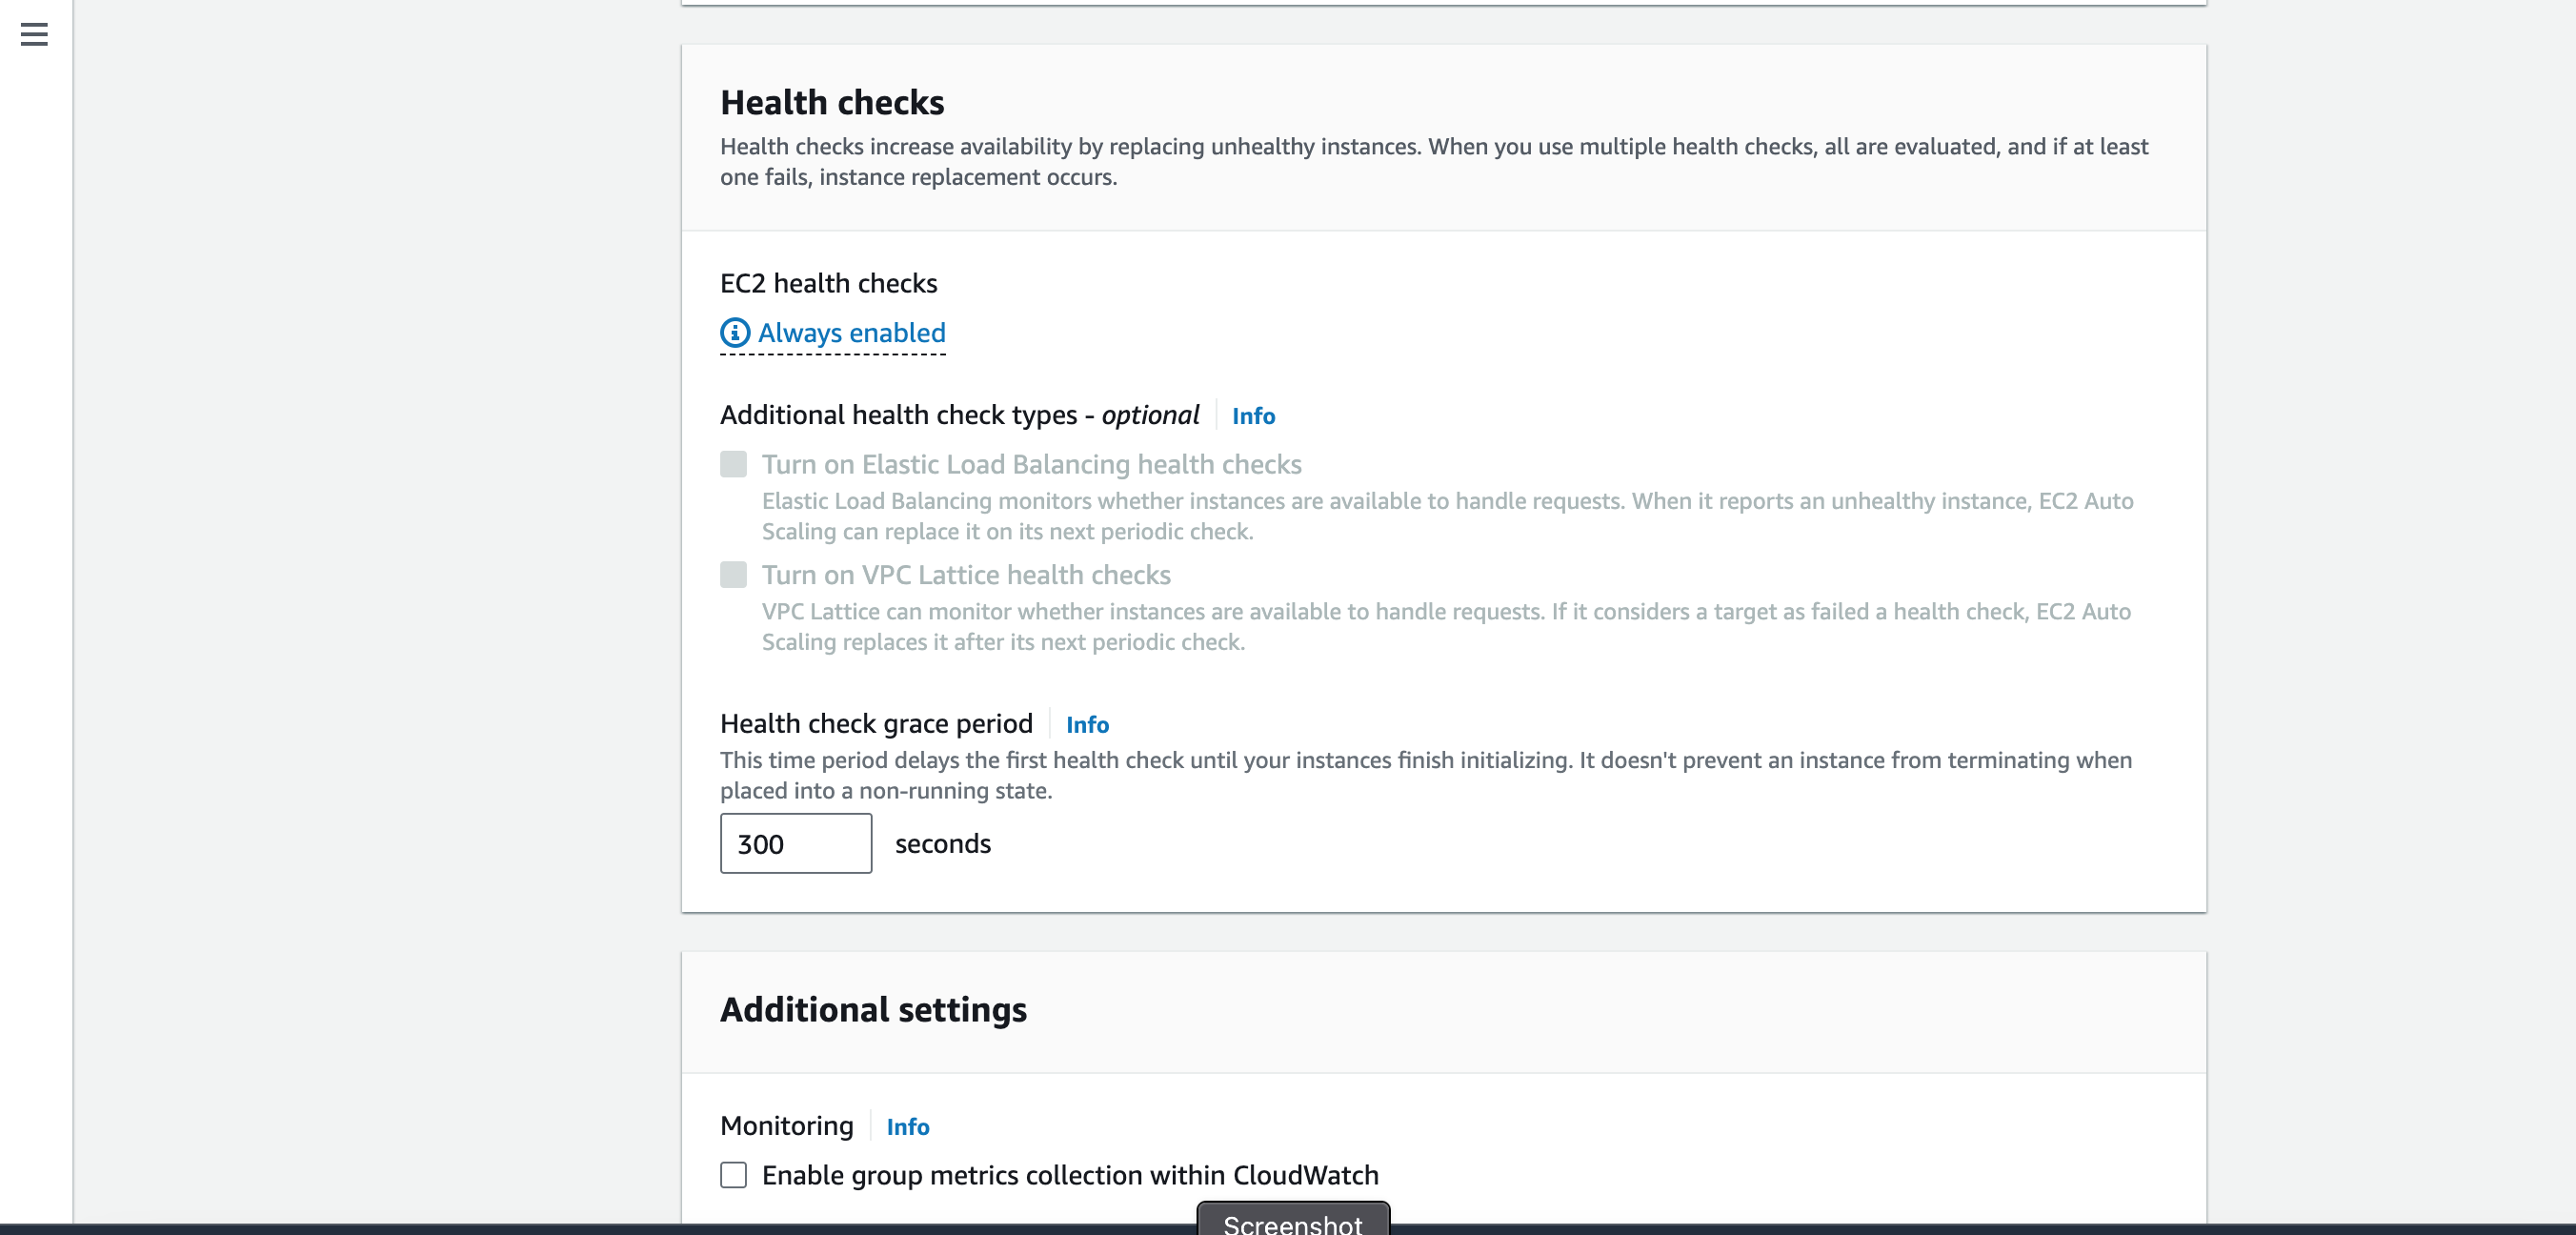 Health checks
Health checks increase availability by replacing unhealthy instances. When you use multiple health checks, all are evaluated, and if at least
one fails, instance replacement occurs.
EC2 health checks
Always enabled
Additional health check types - optional Info
Turn on Elastic Load Balancing health checks
Elastic Load Balancing monitors whether instances are available to handle requests. When it reports an unhealthy instance, EC2 Auto
Scaling can replace it on its next periodic check.
Turn on VPC Lattice health checks
VPC Lattice can monitor whether instances are available to handle requests. If it considers a target as failed a health check, EC2 Auto
Scaling replaces it after its next periodic check.
Health check grace period Info
This time period delays the first health check until your instances finish initializing. It doesn't prevent an instance from terminating when
placed into a non-running state.
300 seconds
Additional settings
Monitoring Info
Enable group metrics collection within CloudWatch
Screenshot